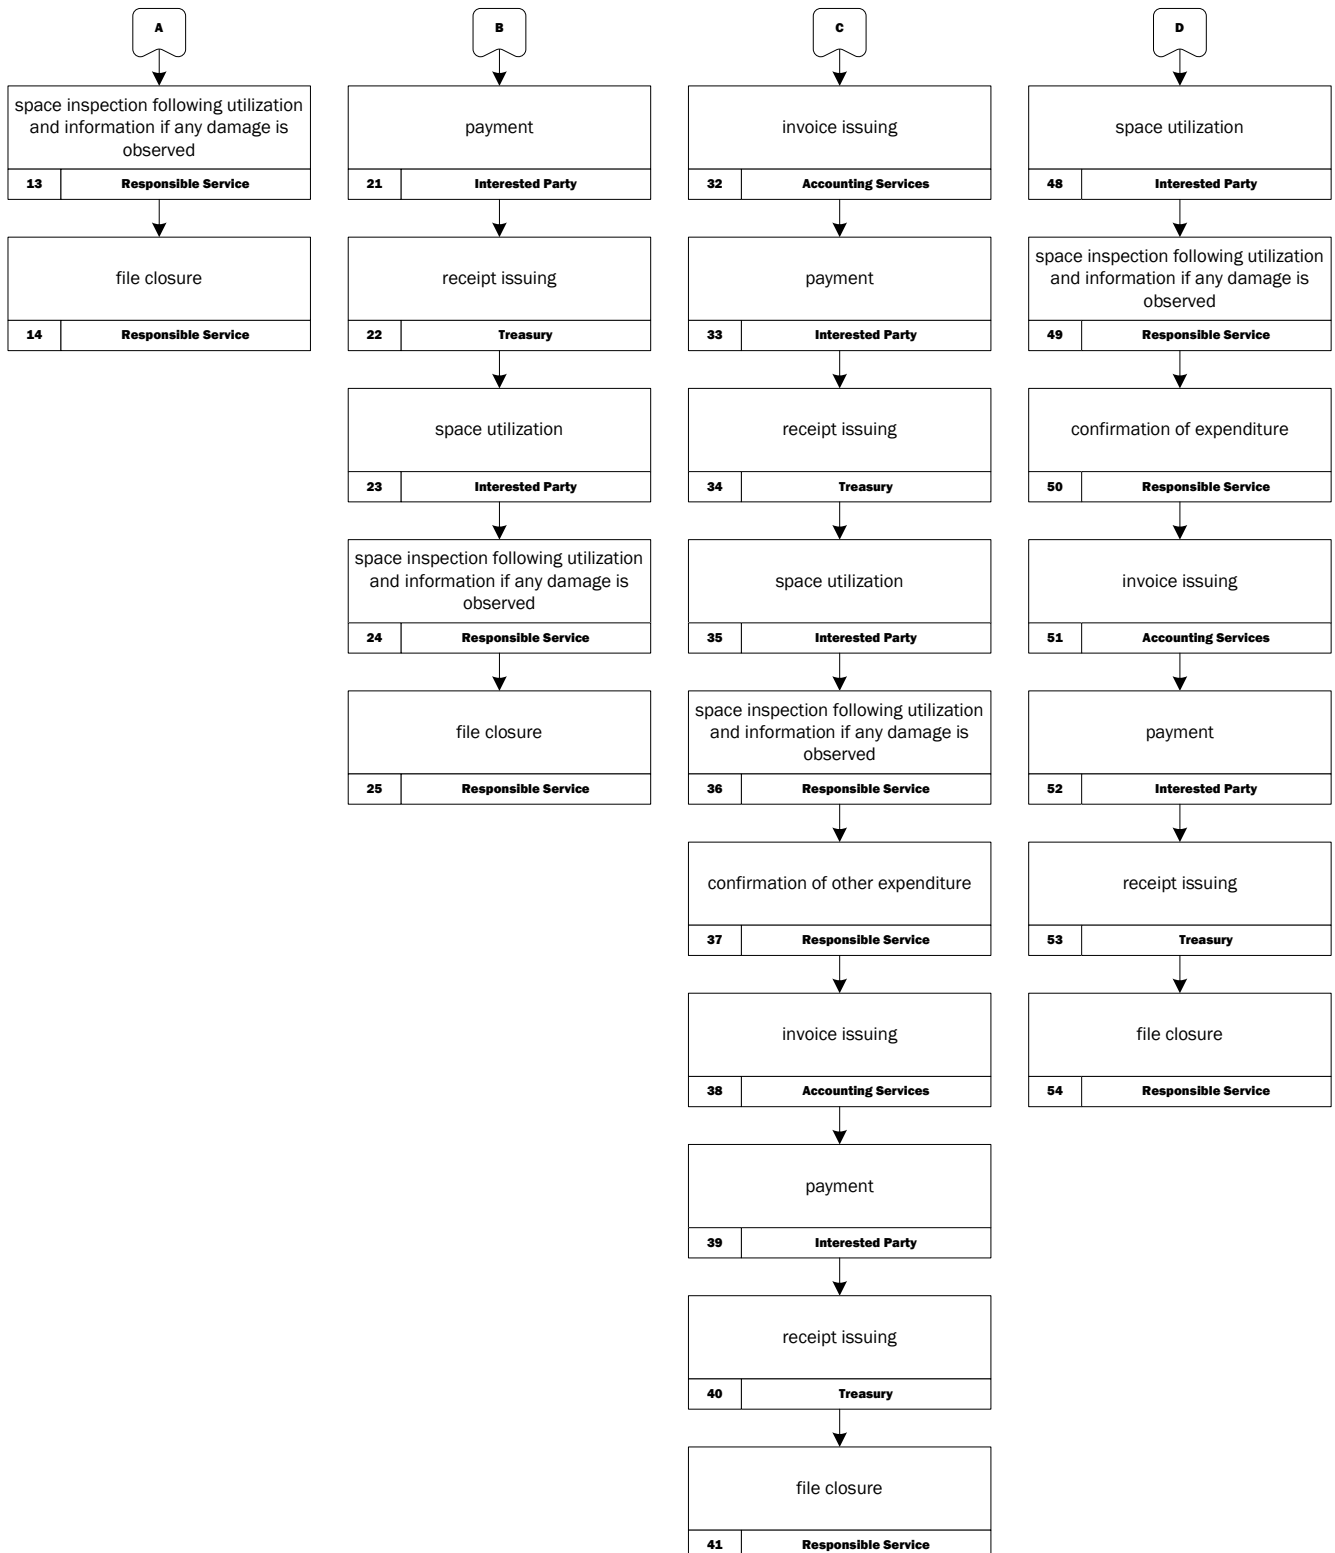 A
space inspection following utilization
and information if any damage is
observed
13
Responsible Service
file closure
14
Responsible Service
B
payment
21
Interested Party
receipt issuing
22
Treasury
space utilization
23
Interested Party
space inspection following utilization
and information if any damage is
observed
24
Responsible Service
file closure
25
Responsible Service
C
invoice issuing
32
Accounting Services
payment
33
Interested Party
receipt issuing
34
Treasury
space utilization
35
Interested Party
space inspection following utilization
and information if any damage is
observed
36
Responsible Service
confirmation of other expenditure
37
Responsible Service
invoice issuing
38
Accounting Services
payment
39
Interested Party
receipt issuing
40
Treasury
file closure
41
Responsible Service
D
space utilization
48
Interested Party
space inspection following utilization
and information if any damage is
observed
49
Responsible Service
confirmation of expenditure
50
Responsible Service
invoice issuing
51
Accounting Services
payment
52
Interested Party
receipt issuing
53
Treasury
file closure
54
Responsible Service